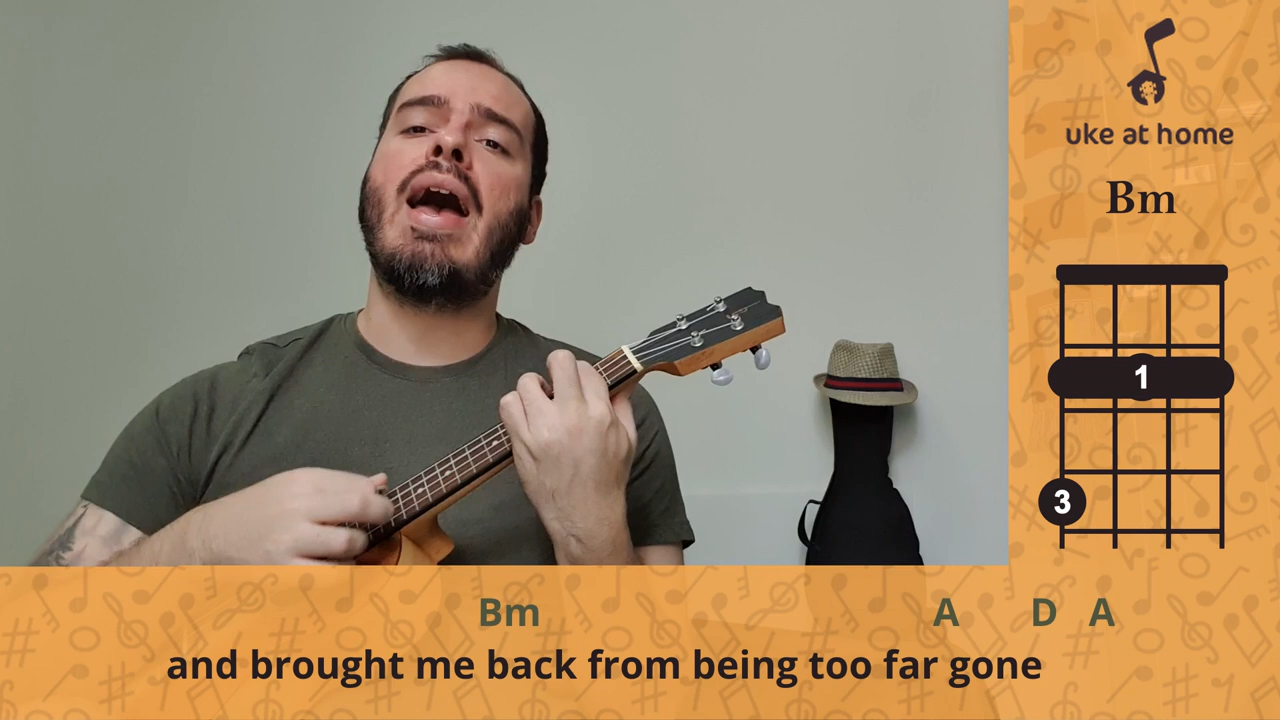 uke at home
Bm
1
3
Bm A D A
and brought me back from being too far gone